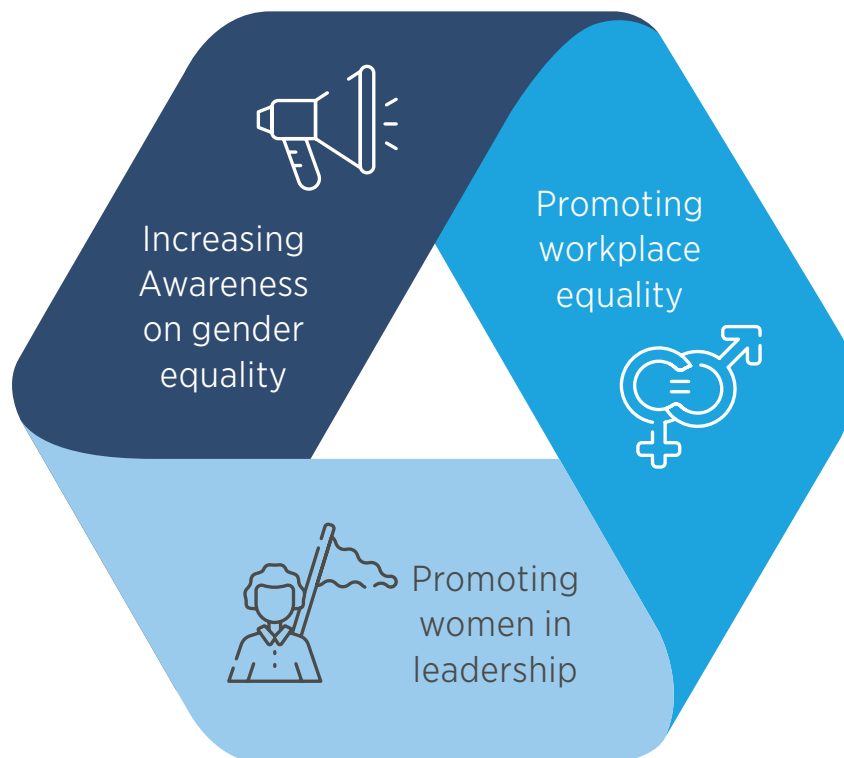 Increasing
Awareness
on gender
equality
Promoting
workplace
equality
Promoting
women in
leadership